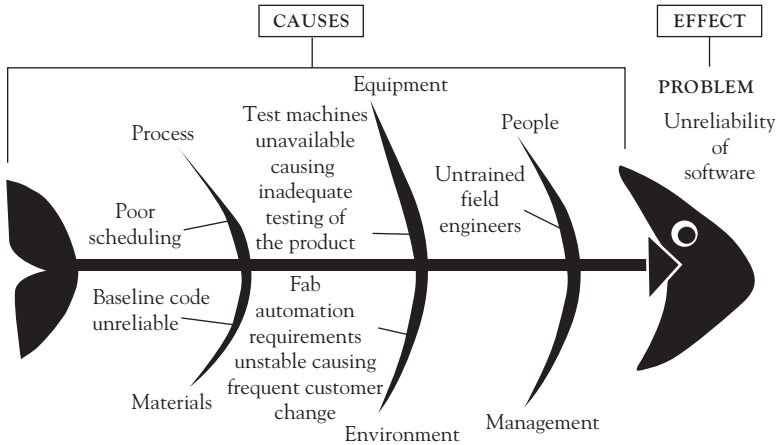 CAUSES
EFFECT
PROBLEM
Unreliability
of
software
Equipment
Test machines
unavailable
causing
inadequate
testing of
the product
Process
Poor
scheduling
People
Untrained
field
engineers
Baseline code
unreliable
Materials
Fab
automation
requirements
unstable causing
frequent customer
change
Environment
Management